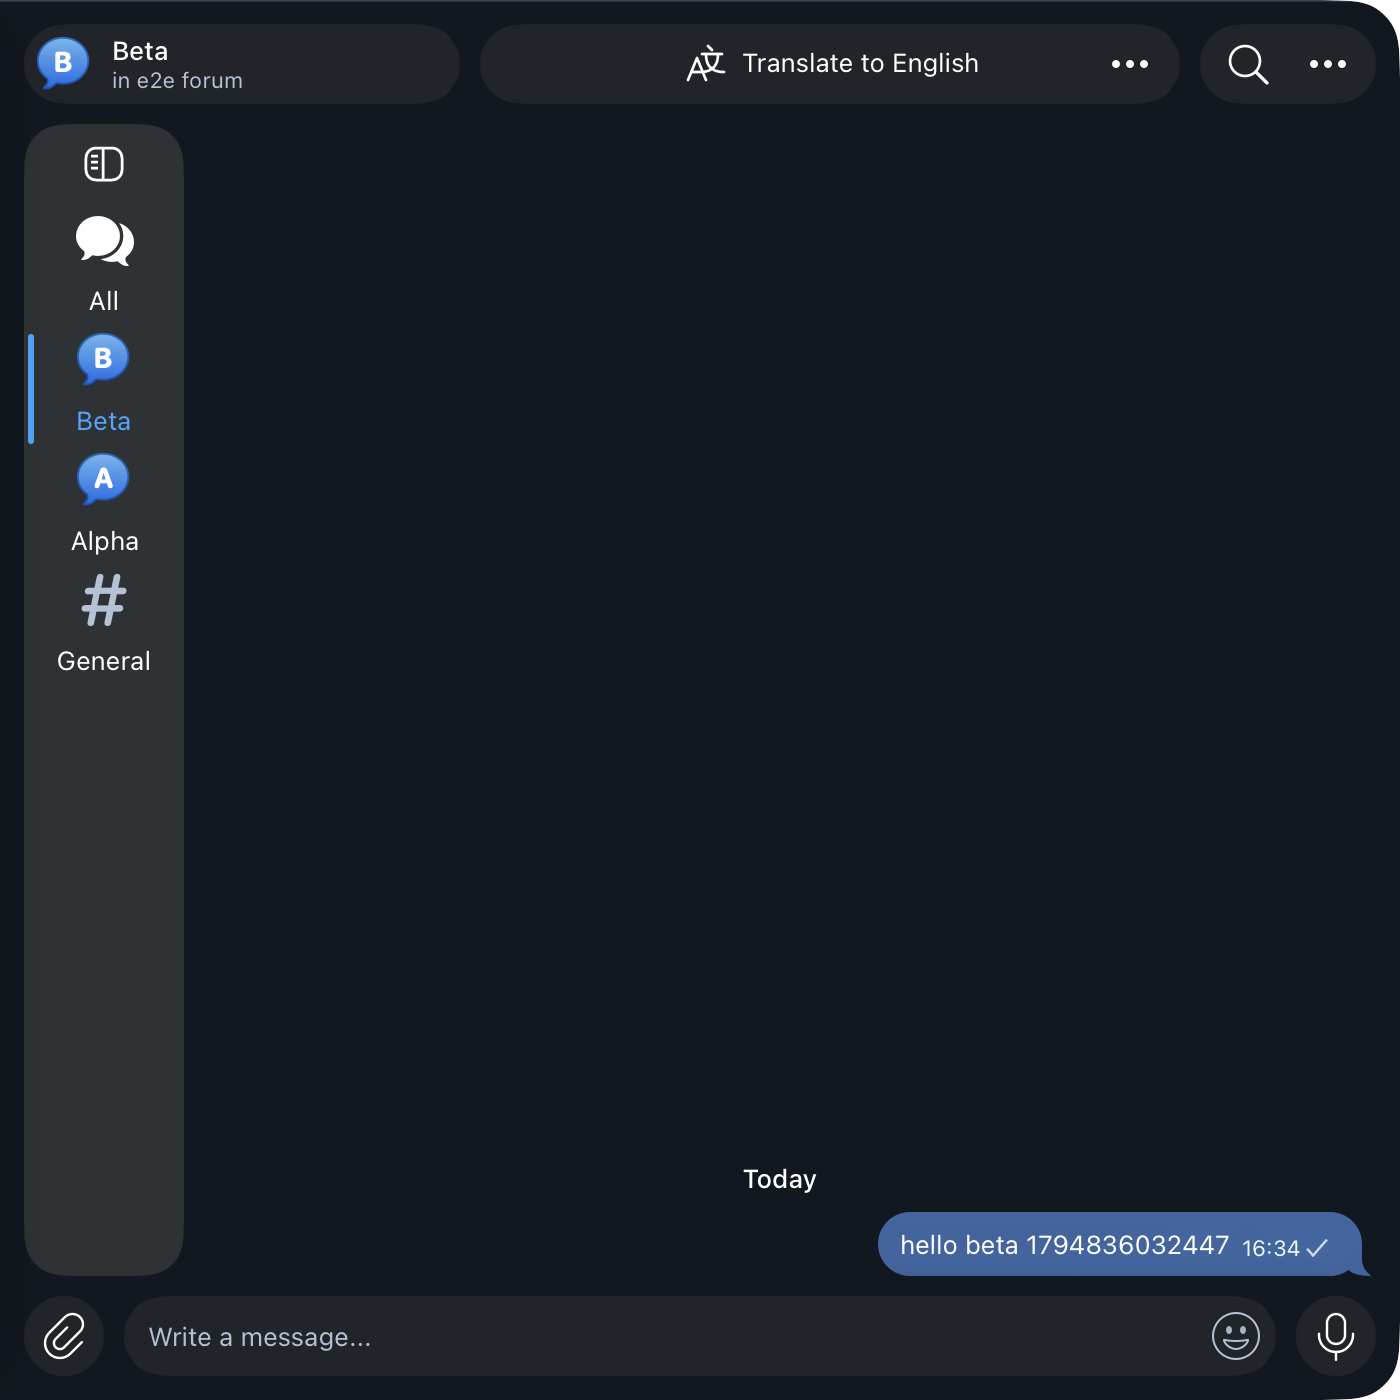 B
Beta
in e2e forum
Translate to English
All
B
Beta
A
Alpha
#
General
Today
hello beta 1794836032447 16:34
Write a message...